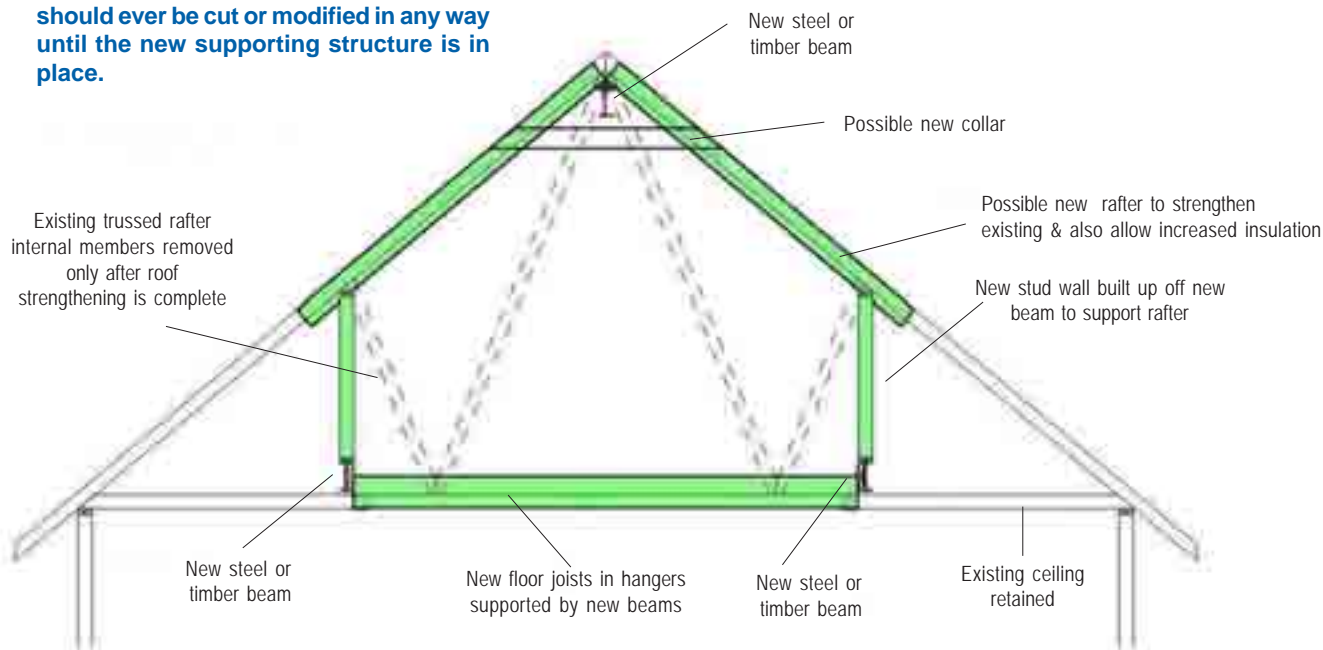 should ever be cut or modified in any way
until the new supporting structure is in
place.
New steel or
timber beam
Possible new collar
Existing trussed rafter
internal members removed
only after roof
strengthening is complete
Possible new rafter to strengthen
existing & also allow increased insulation
New stud wall built up off new
beam to support rafter
New steel or
timber beam
New floor joists in hangers
supported by new beams
New steel or
timber beam
Existing ceiling
retained